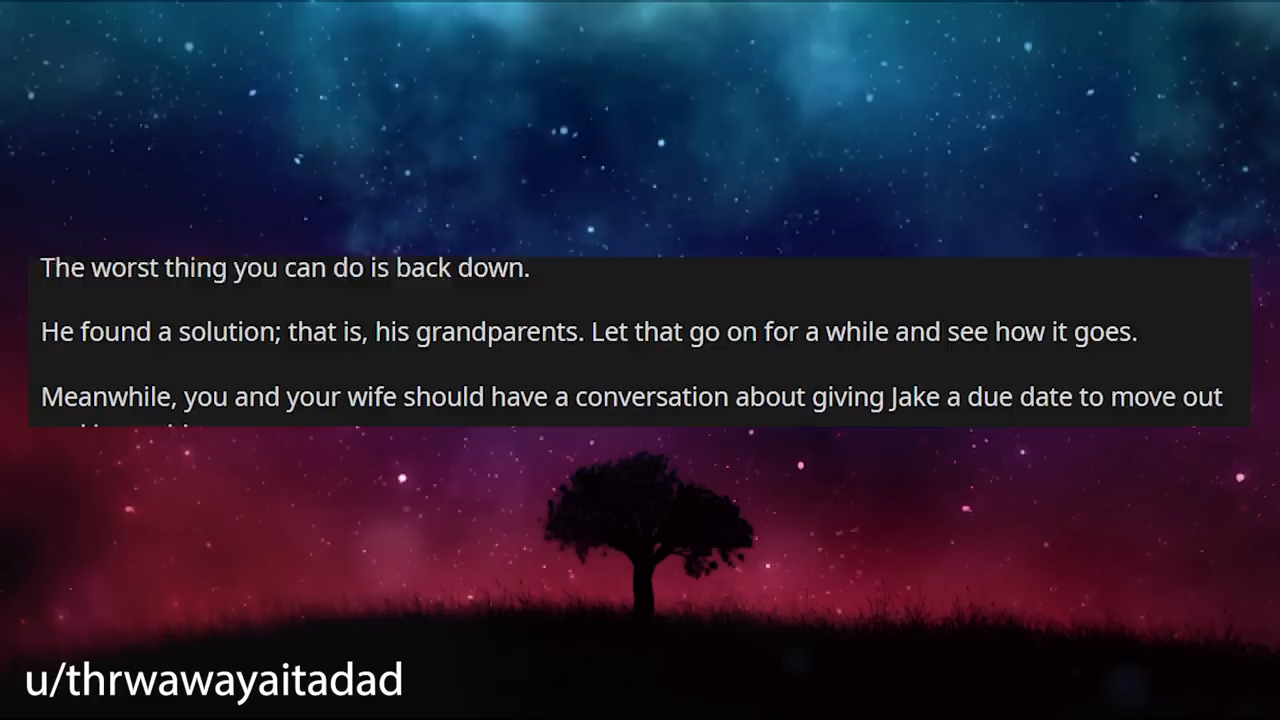 The worst thing you can do is back down.
He found a solution; that is, his grandparents. Let that go on for a while and see how it goes.
Meanwhile, you and your wife should have a conversation about giving Jake a due date to move out
u/thrwawayaitadad